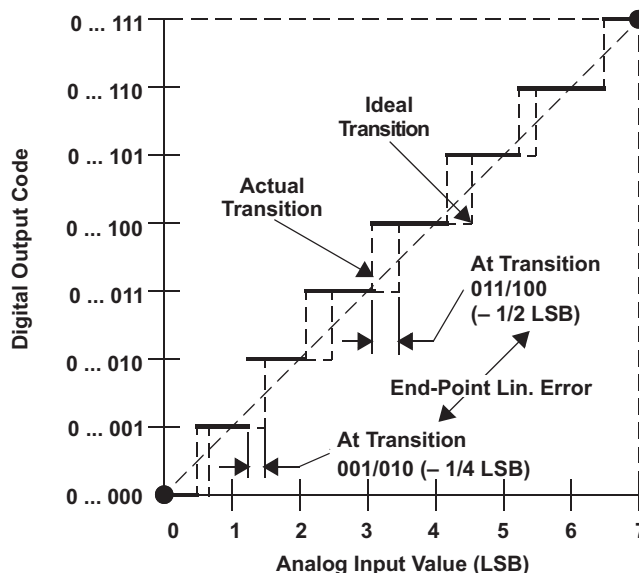 0 ... 111
0 ... 110
Ideal
Transition
0 ... 101
Actual
Transition
0 ... 100
At Transition
011/100
(– 1/2 LSB)
0 ... 011
0 ... 010
End-Point Lin. Error
0 ... 001
At Transition
001/010 (– 1/4 LSB)
0 ... 000
0 1 2 3 4 5 6 7
Analog Input Value (LSB)
Digital Output Code